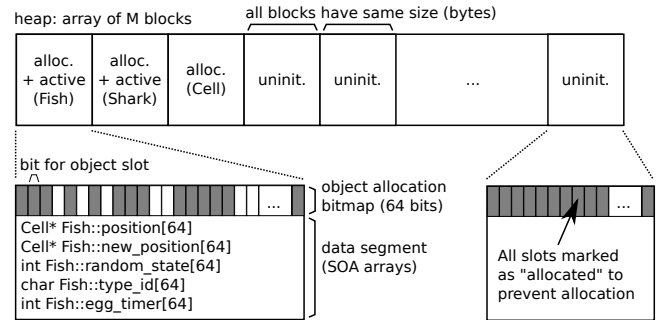 heap: array of M blocks
all blocks have same size (bytes)
alloc.
+ active
(Fish)
alloc.
+ active
(Shark)
alloc.
(Cell)
uninit.
uninit.
...
uninit.
bit for object slot
...
object allocation
bitmap (64 bits)
Cell* Fish::position[64]
Cell* Fish::new_position[64]
int Fish::random_state[64]
char Fish::type_id[64]
int Fish::egg_timer[64]
data segment
(SOA arrays)
...
All slots marked
as "allocated" to
prevent allocation